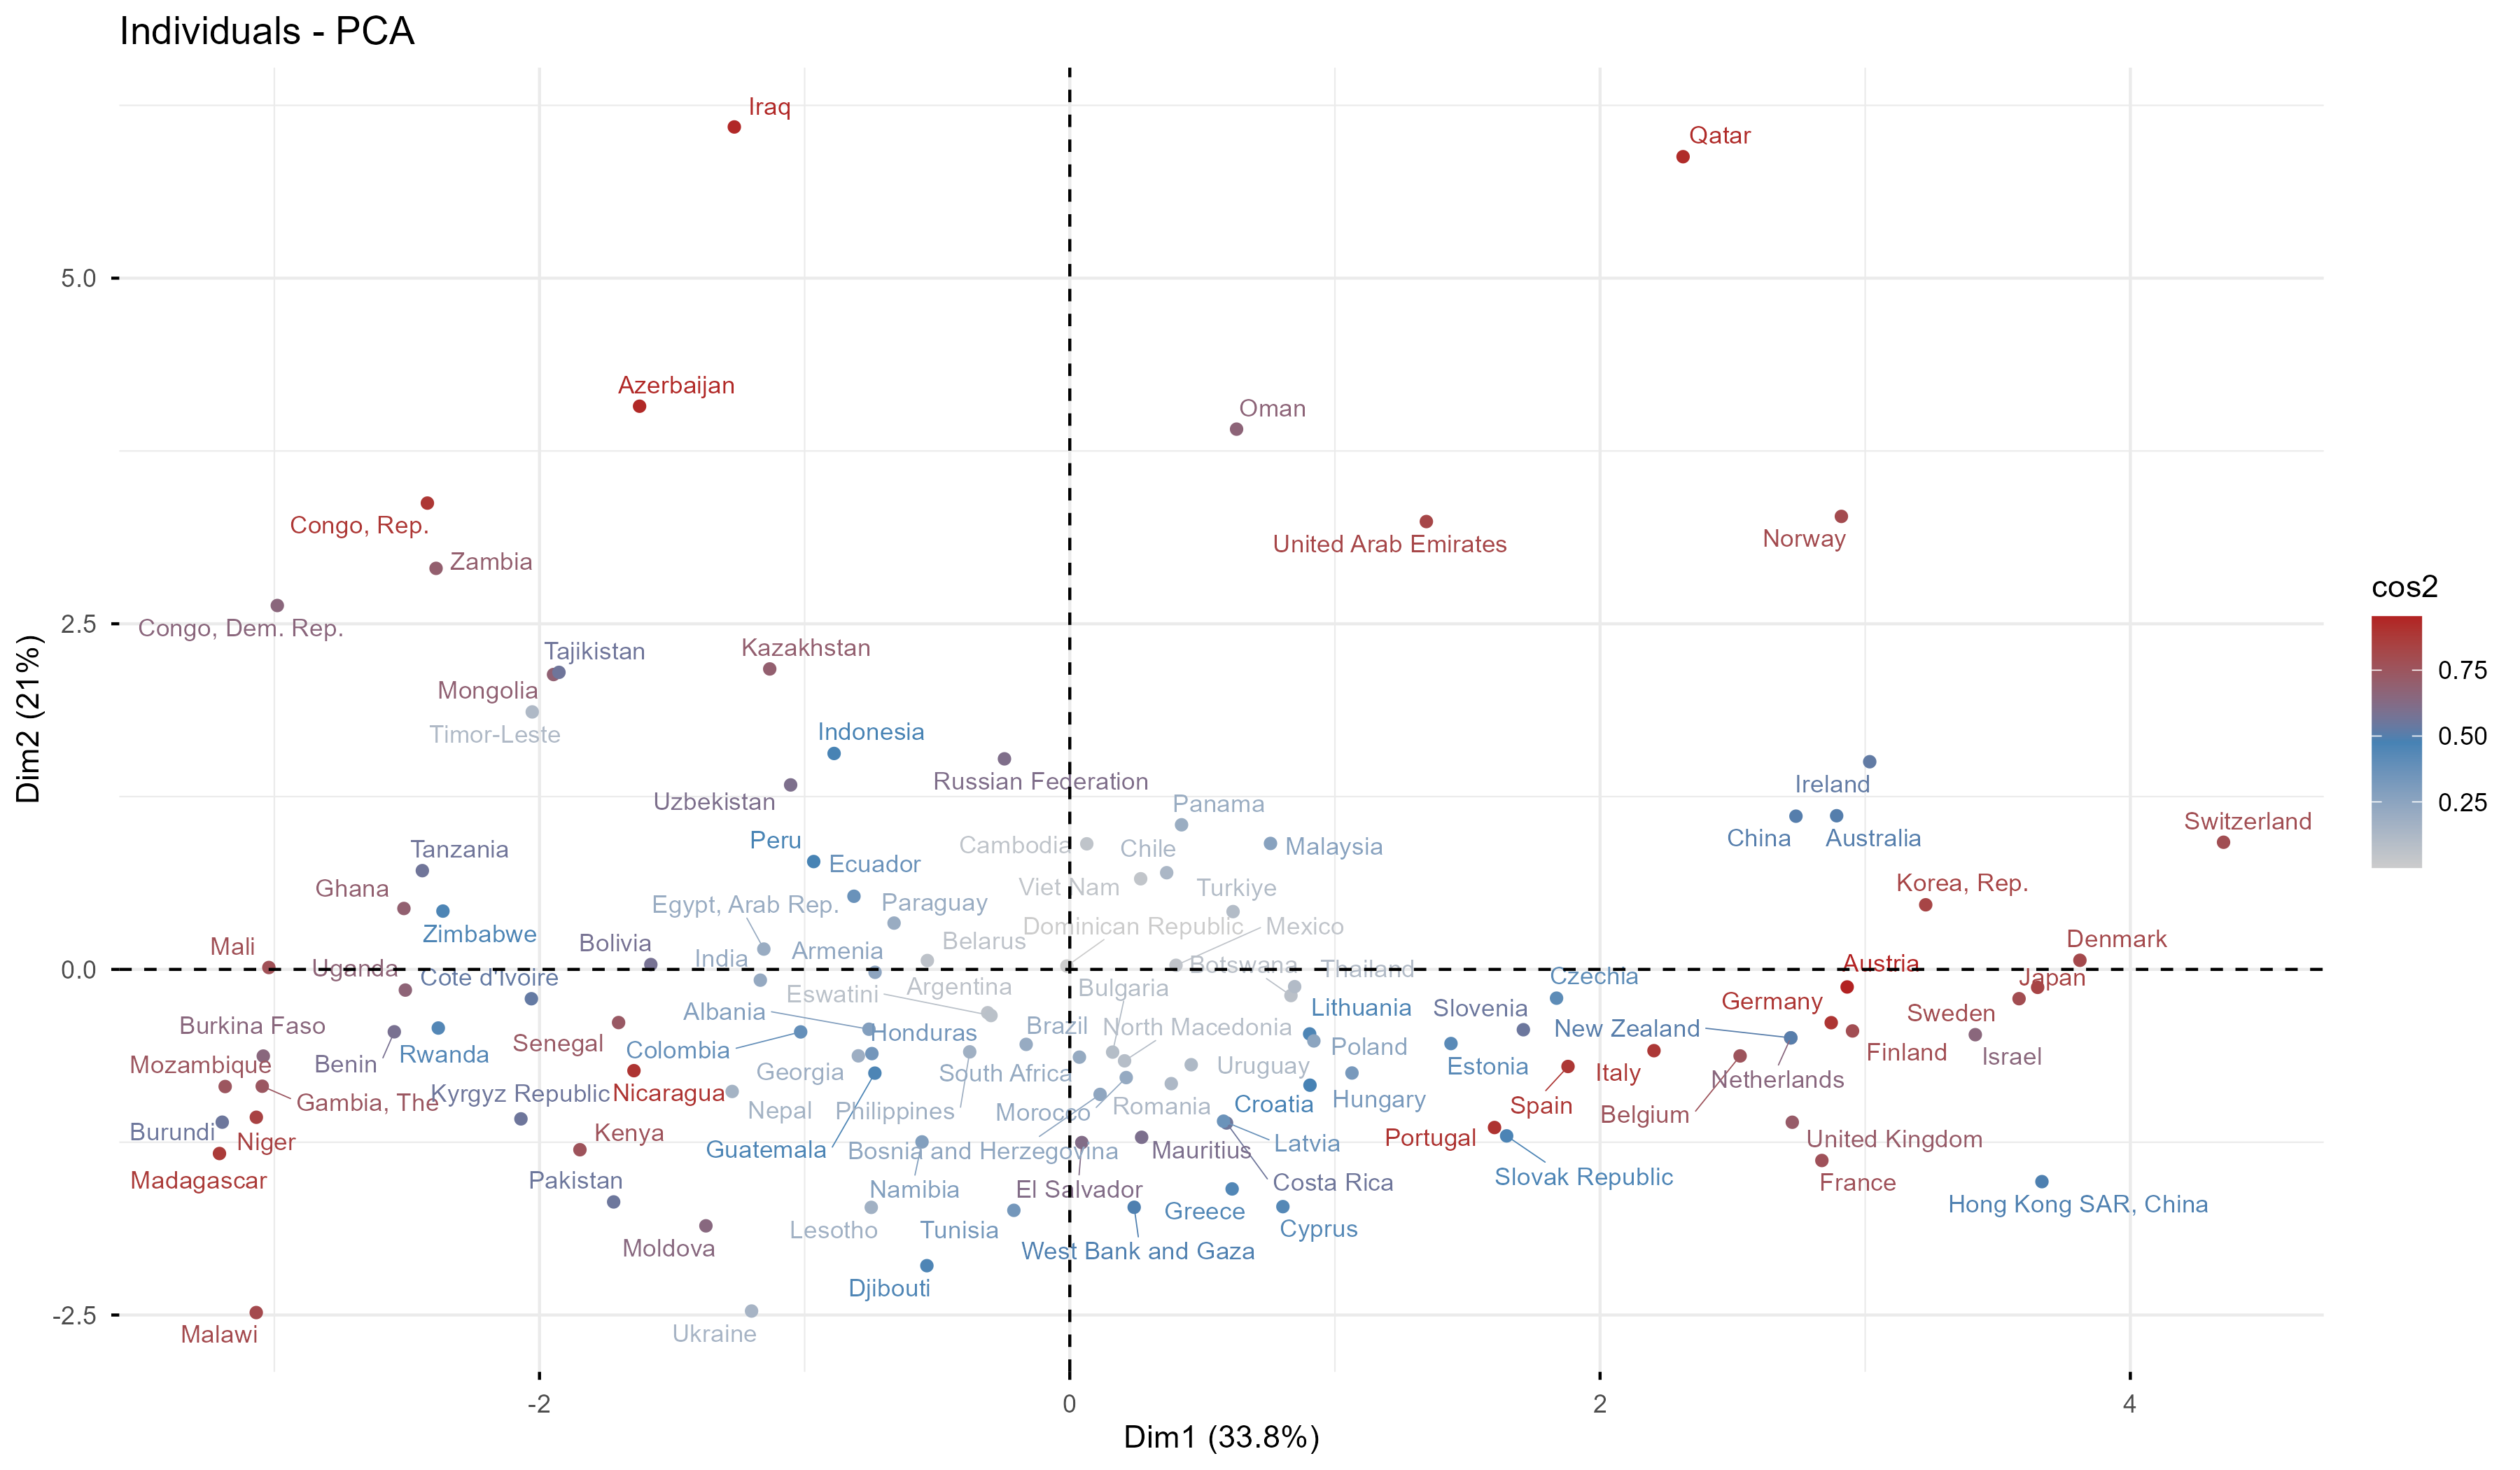 Individuals - PCA
Iraq
Qatar
5.0
Azerbaijan
Oman
Congo, Rep.
United Arab Emirates
Norway
Zambia
cos2
2.5
Congo, Dem. Rep.
Tajikistan
Kazakhstan
0.75
Mongolia
Timor-Leste
Indonesia
0.50
Russian Federation
Ireland
Uzbekistan
Panama
0.25
Switzerland
Peru
China
Australia
Cambodia
Chile
Malaysia
Tanzania
Ecuador
Korea, Rep.
Ghana
Viet Nam
Turkiye
Egypt, Arab Rep.
Paraguay
Zimbabwe
Dominican Republic
Mexico
Mali
Bolivia
Armenia
Belarus
Denmark
India
Austria
0.0
Uganda
Cote d'Ivoire
Botswana
Thailand
Czechia
Japan
Eswatini
Argentina
Bulgaria
Germany
Albania
Lithuania
Slovenia
Sweden
Burkina Faso
Honduras
Brazil
North Macedonia
New Zealand
Senegal
Colombia
Poland
Finland
Israel
Rwanda
Mozambique
Benin
Georgia
South Africa
Uruguay
Estonia
Italy
Netherlands
Kyrgyz Republic
Nicaragua
Gambia, The
Nepal
Philippines
Morocco
Romania
Croatia
Hungary
Spain
Belgium
Burundi
Niger
Kenya
Guatemala
Bosnia and Herzegovina
Mauritius
Latvia
Portugal
United Kingdom
Madagascar
Pakistan
Namibia
El Salvador
Costa Rica
Slovak Republic
France
Greece
Hong Kong SAR, China
Lesotho
Tunisia
Cyprus
Moldova
West Bank and Gaza
Djibouti
-2.5
Malawi
Ukraine
-2
0
2
4
Dim1 (33.8%)
Dim2 (21%)